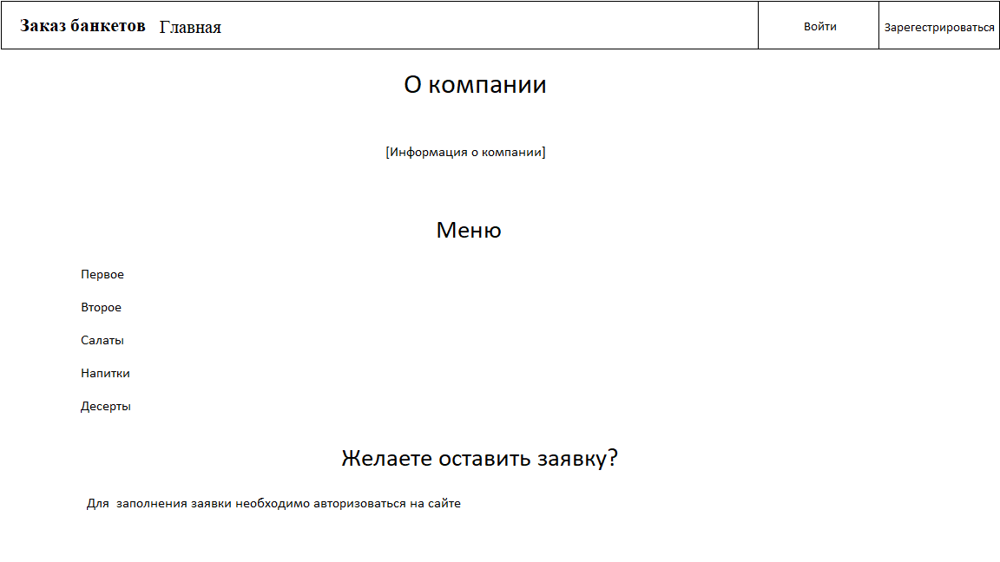 Заказ банкетов Главная Войти Зарегестрироваться
О компании
[Информация о компании]
Меню
Первое
Второе
Салаты
Напитки
Десерты
Желаете оставить заявку?
Для заполнения заявки необходимо авторизоваться на сайте